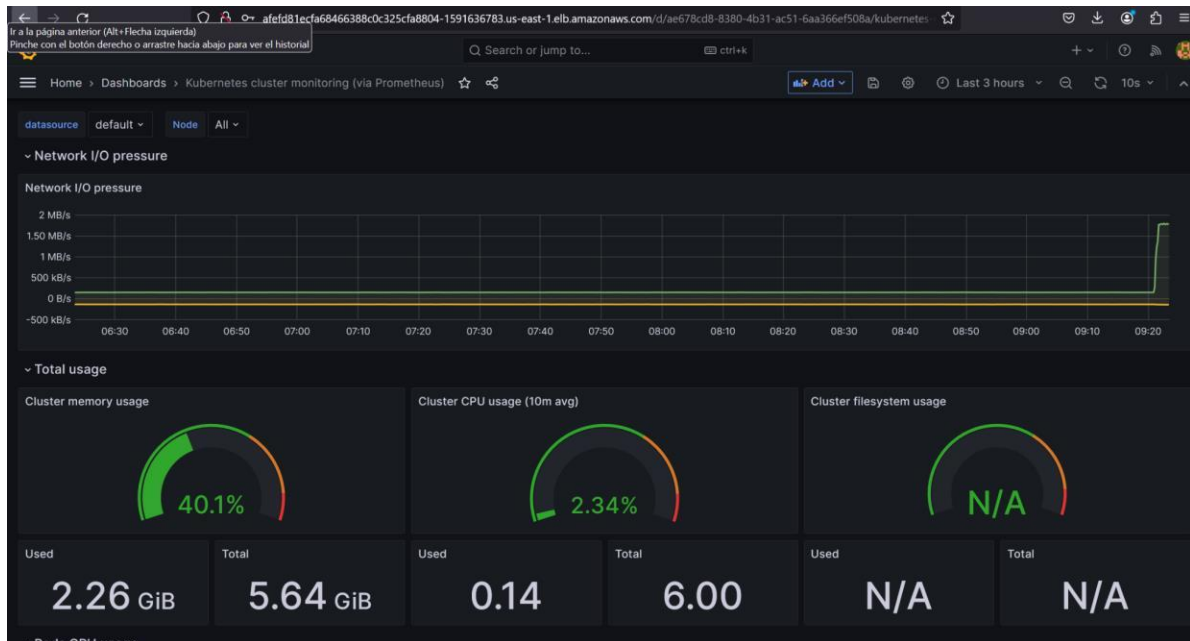 afefd81ecfa68466388c0c325cfa8804-1591636783.us-east-1.elb.amazonaws.com/d/ae678cd8-8380-4b31-ac51-6aa366ef508a/kubernetes
Ir a la página anterior (Alt+Flecha izquierda)
Pinche con el botón derecho o arrastre hacia abajo para ver el historial
Search or jump to...
ctrl+k
Home > Dashboards > Kubernetes cluster monitoring (via Prometheus)
Add
Last 3 hours
10s
datasource default Node All
Network I/O pressure
Network I/O pressure
2 MB/s
1.50 MB/s
1 MB/s
500 kB/s
0 B/s
-500 kB/s
06:30 06:40 06:50 07:00 07:10 07:20 07:30 07:40 07:50 08:00 08:10 08:20 08:30 08:40 08:50 09:00 09:10 09:20
Total usage
Cluster memory usage Cluster CPU usage (10m avg) Cluster filesystem usage
40.1% 2.34% N/A
Used Total Used Total Used Total
2.26 GiB 5.64 GiB 0.14 6.00 N/A N/A